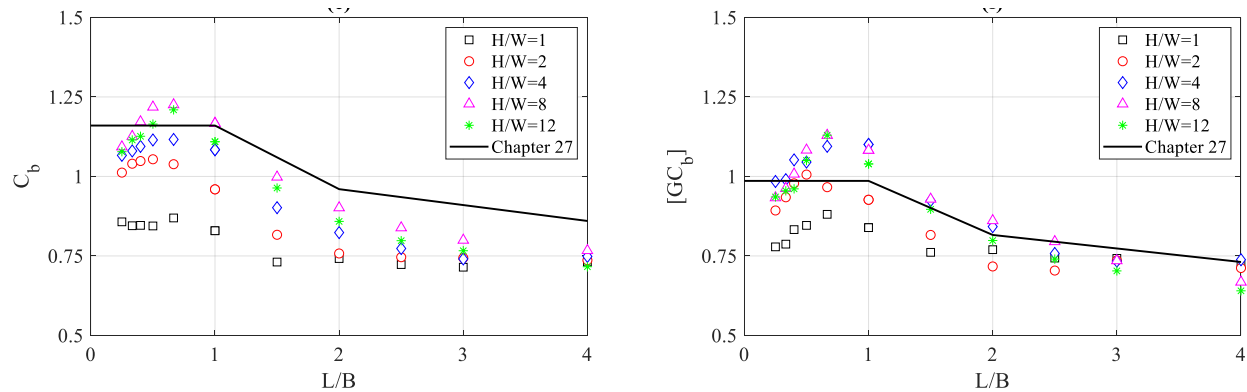 1.5
1.25
1
0.75
0.5
C_b
0 1 2 3 4
L/B
H/W=1
H/W=2
H/W=4
H/W=8
H/W=12
Chapter 27
1.5
1.25
1
0.75
0.5
[GC_b]
0 1 2 3 4
L/B
H/W=1
H/W=2
H/W=4
H/W=8
H/W=12
Chapter 27